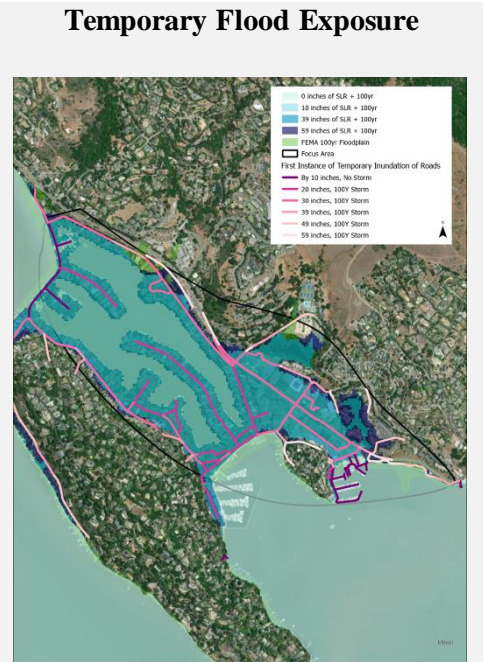 Temporary Flood Exposure
0 inches of SLR + 100yr
10 inches of SLR + 100yr
39 inches of SLR + 100yr
59 inches of SLR + 100yr
FEMA 100yr Floodplain
Focus Area
First Instance of Temporary Inundation of Roads
By 10 inches, No Storm
20 inches, 100Y Storm
30 inches, 100Y Storm
39 inches, 100Y Storm
49 inches, 100Y Storm
59 inches, 100Y Storm